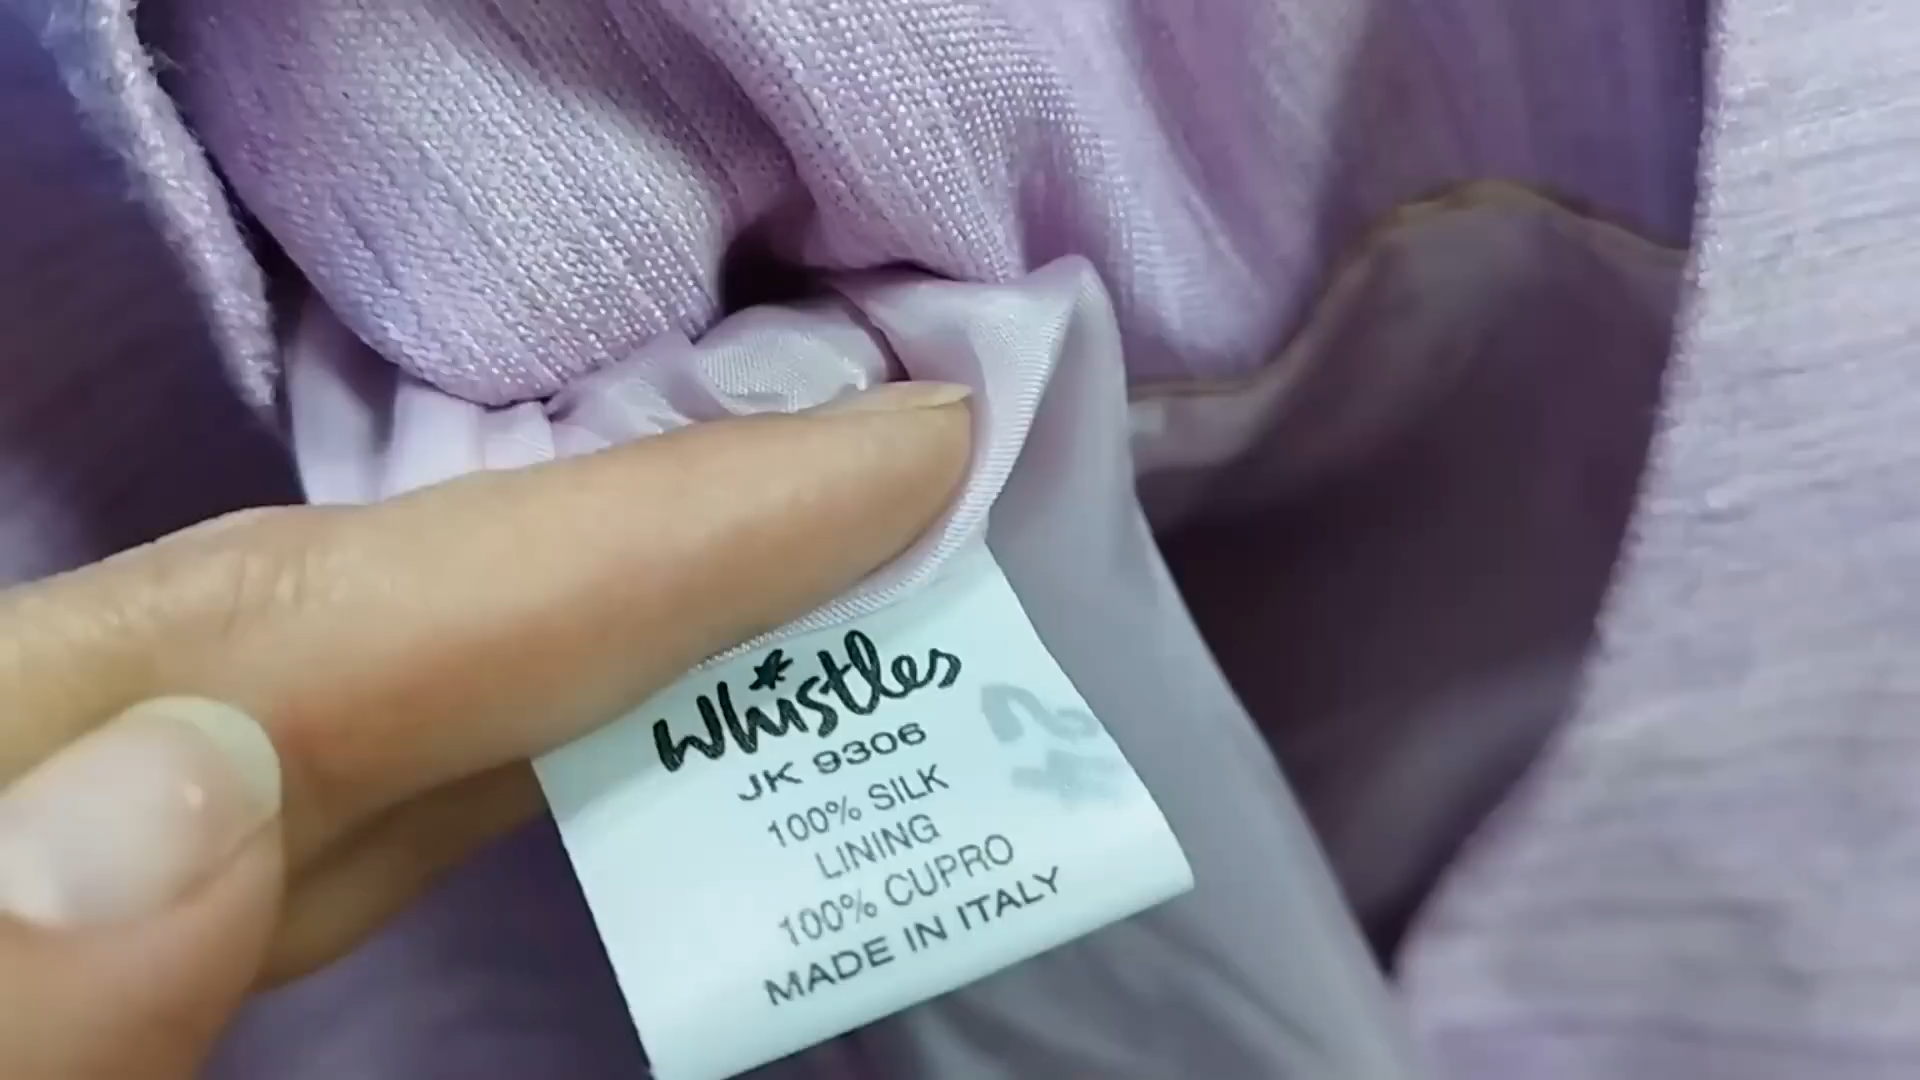 Whistles
JK 9306
100% SILK
LINING
100% CUPRO
MADE IN ITALY